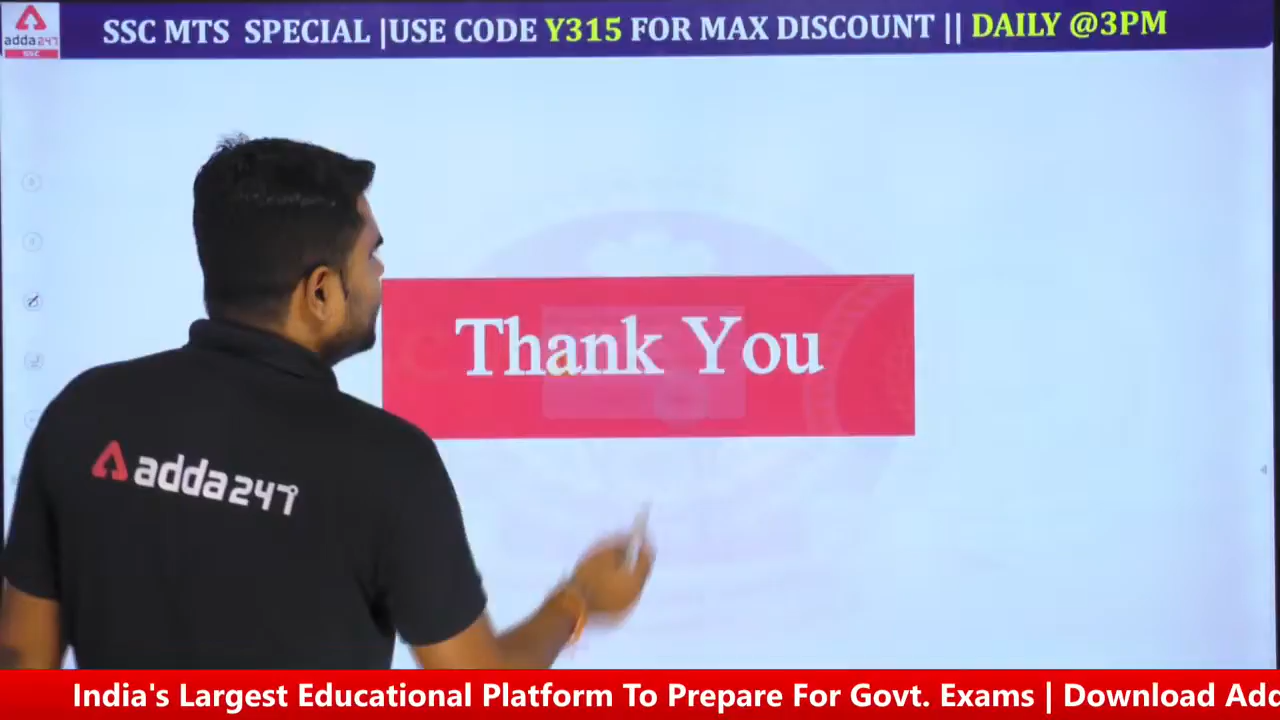 adda247
SSC
SSC MTS SPECIAL |USE CODE Y315 FOR MAX DISCOUNT || DAILY @3PM
Thank You
adda247
India's Largest Educational Platform To Prepare For Govt. Exams | Download Add